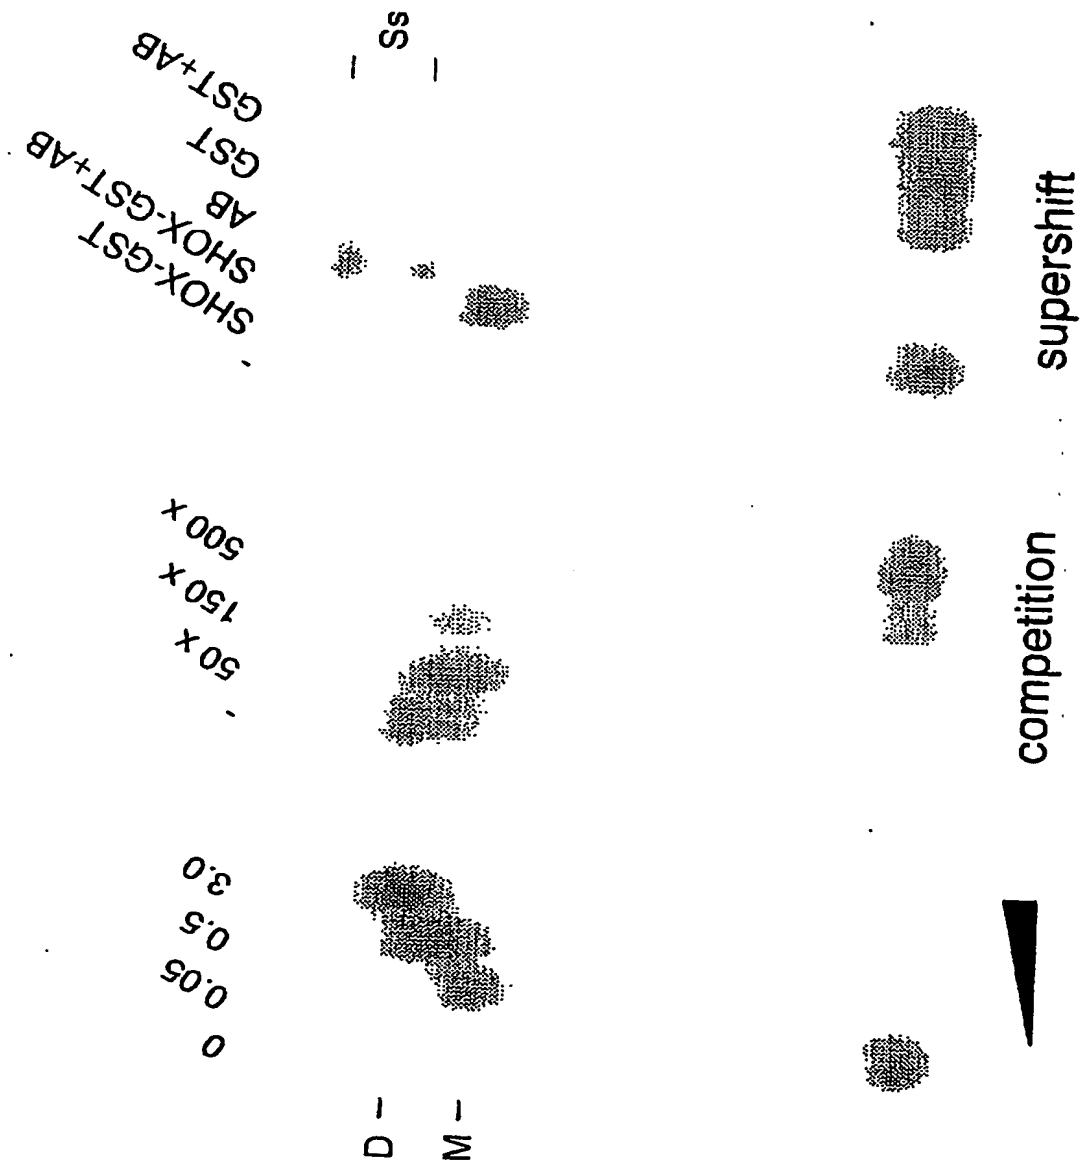 0
0.05
0.5
3.0
-
50 x
150 x
500 x
-
SHOX-GST
SHOX-GST+AB
AB
GST
GST+AB
D –
M –
– Ss –
competition
supershift